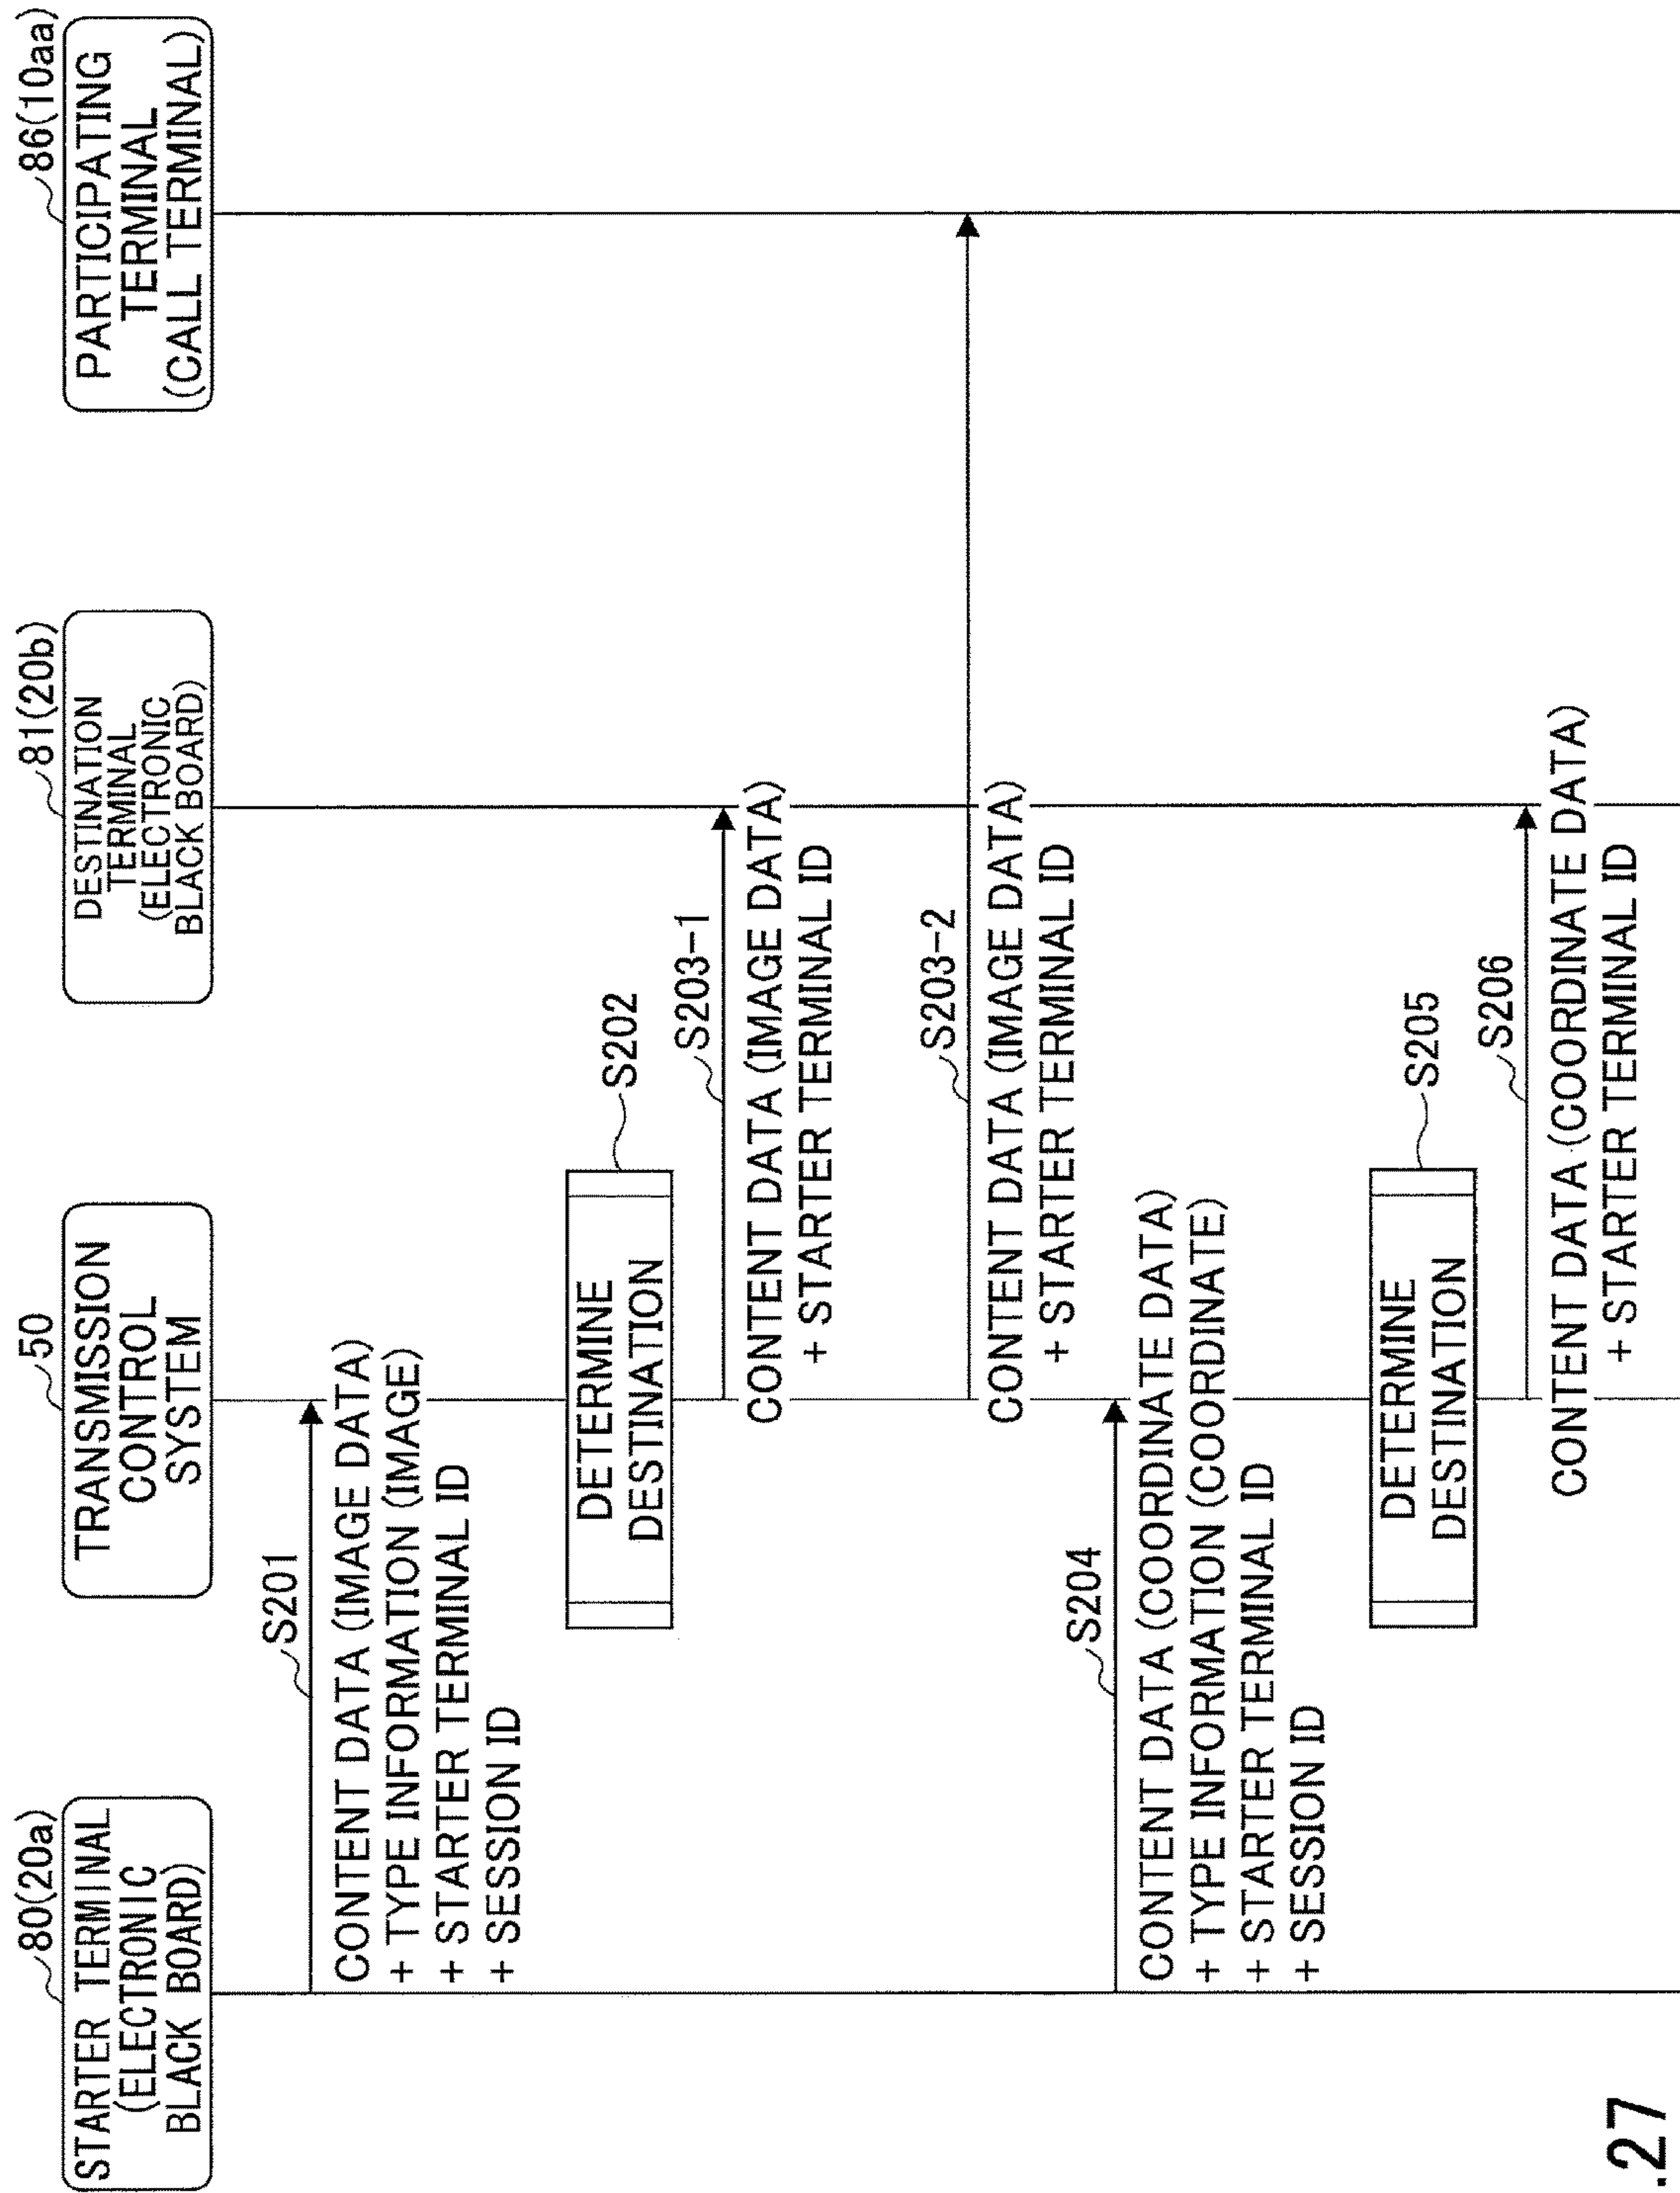 80(20a)
STARTER TERMINAL
(ELECTRONIC
BLACK BOARD)
50
TRANSMISSION
CONTROL
SYSTEM
81(20b)
DESTINATION
TERMINAL
(ELECTRONIC
BLACK BOARD)
86(10aa)
PARTICIPATING
TERMINAL
(CALL TERMINAL)
S201
CONTENT DATA (IMAGE DATA)
+ TYPE INFORMATION (IMAGE)
+ STARTER TERMINAL ID
+ SESSION ID
S202
DETERMINE
DESTINATION
S203-1
CONTENT DATA (IMAGE DATA)
+ STARTER TERMINAL ID
S203-2
CONTENT DATA (IMAGE DATA)
+ STARTER TERMINAL ID
S204
CONTENT DATA (COORDINATE DATA)
+ TYPE INFORMATION (COORDINATE)
+ STARTER TERMINAL ID
+ SESSION ID
S205
DETERMINE
DESTINATION
S206
CONTENT DATA (COORDINATE DATA)
+ STARTER TERMINAL ID
.27